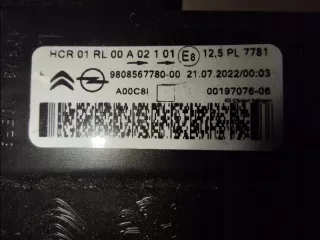 HCR 01 RL 00 A 02 1 01 E8 12,5 PL 7781
9808567780-00 21.07.2022/00:03
A00C8i 00197076-06